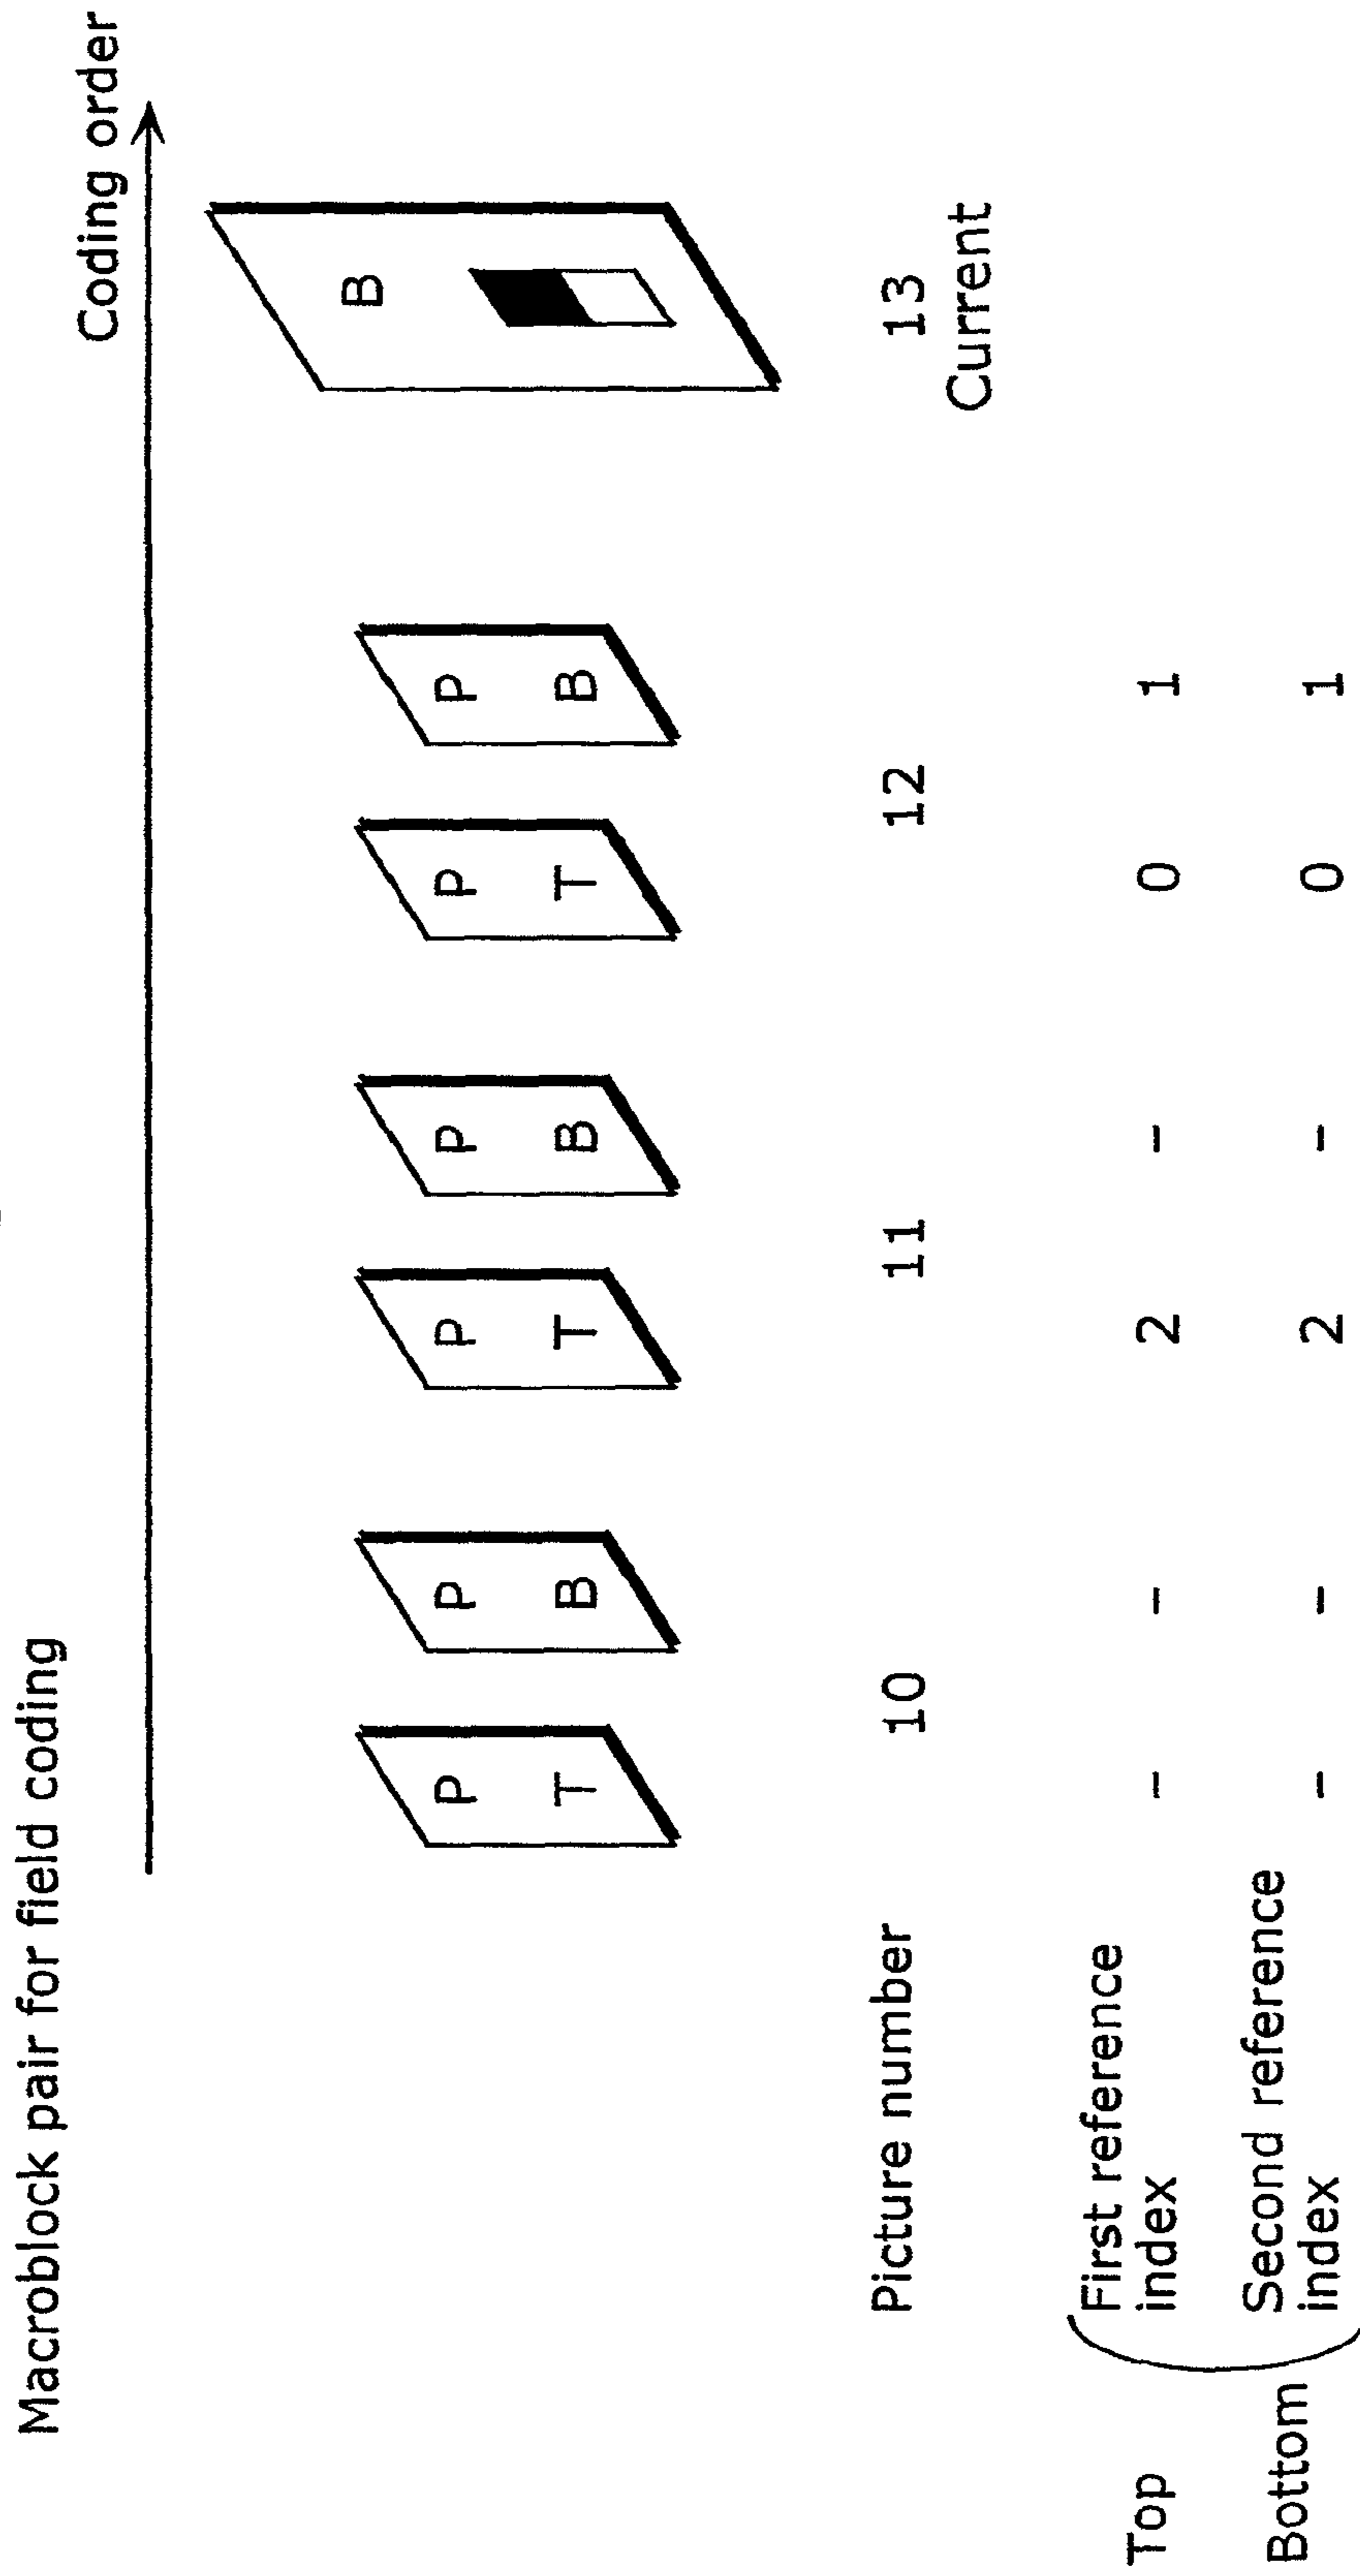 Macroblock pair for field coding
Coding order
P P P P P P B
T B T B T B
Picture number 10 11 12 13
Current
First reference
index - - 2 - 0 1
Second reference
index - - 2 - 0 1
Top
Bottom